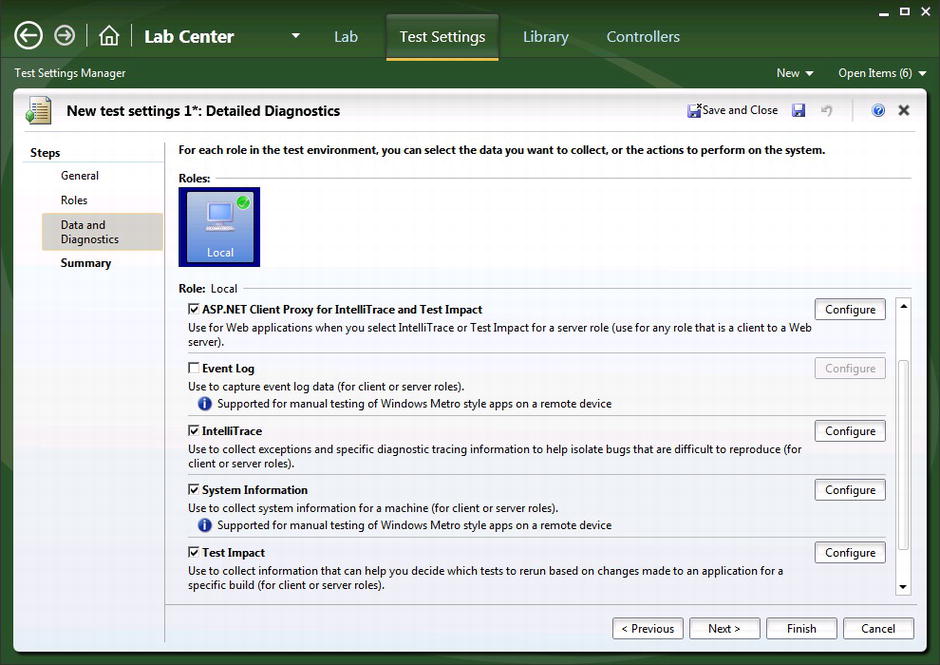 Lab Center
Lab
Test Settings
Library
Controllers
Test Settings Manager
New
Open Items (6)
New test settings 1*: Detailed Diagnostics
Save and Close
Steps
General
Roles
Data and
Diagnostics
Summary
For each role in the test environment, you can select the data you want to collect, or the actions to perform on the system.
Roles:
Local
Role: Local
ASP.NET Client Proxy for IntelliTrace and Test Impact
Configure
Use for Web applications when you select IntelliTrace or Test Impact for a server role (use for any role that is a client to a Web
server).
Event Log
Configure
Use to capture event log data (for client or server roles).
Supported for manual testing of Windows Metro style apps on a remote device
IntelliTrace
Configure
Use to collect exceptions and specific diagnostic tracing information to help isolate bugs that are difficult to reproduce (for
client or server roles).
System Information
Configure
Use to collect system information for a machine (for client or server roles).
Supported for manual testing of Windows Metro style apps on a remote device
Test Impact
Configure
Use to collect information that can help you decide which tests to rerun based on changes made to an application for a
specific build (for client or server roles).
< Previous
Next >
Finish
Cancel